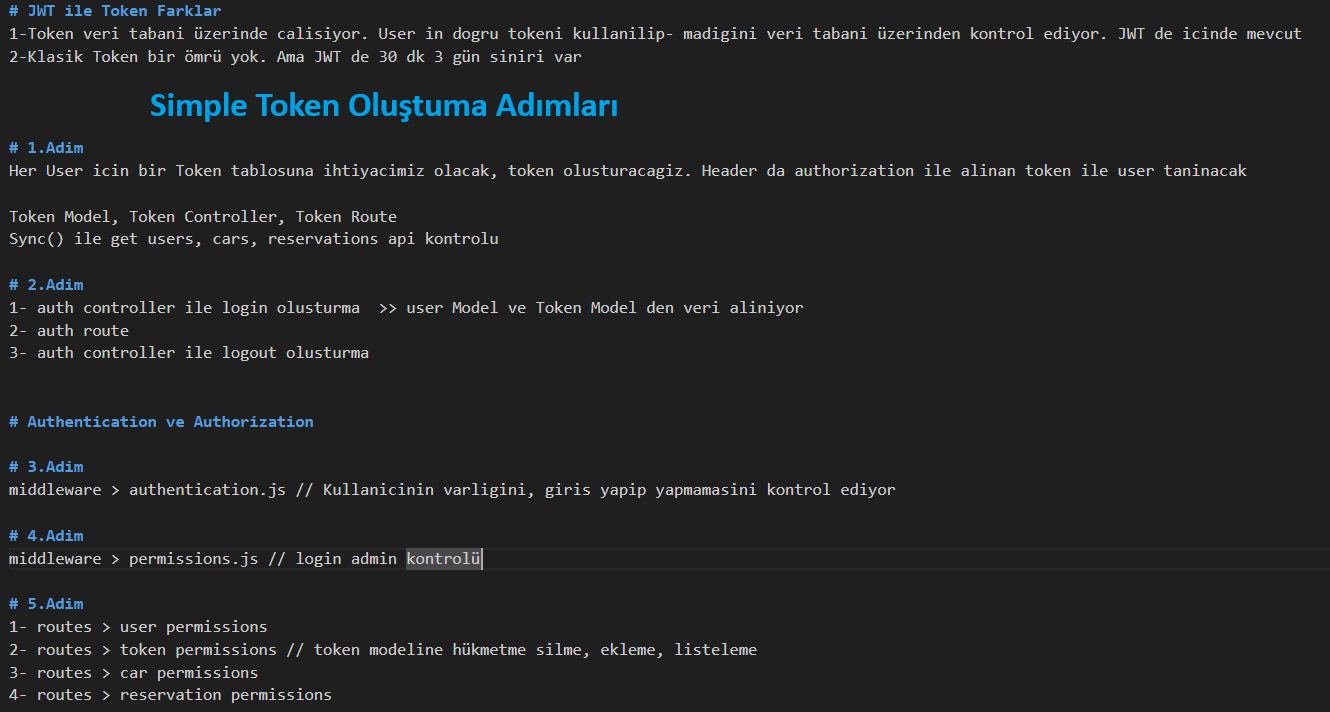 # JWT ile Token Farklar
1-Token veri tabani üzerinde calisiyor. User in dogru tokeni kullanilip- madigini veri tabani üzerinden kontrol ediyor. JWT de icinde mevcut
2-Klasik Token bir ömrü yok. Ama JWT de 30 dk 3 gün siniri var
Simple Token Oluştuma Adımları
# 1.Adim
Her User icin bir Token tablosuna ihtiyacimiz olacak, token olusturacagiz. Header da authorization ile alinan token ile user taninacak
Token Model, Token Controller, Token Route
Sync() ile get users, cars, reservations api kontrolu
# 2.Adim
1- auth controller ile login olusturma  >> user Model ve Token Model den veri aliniyor
2- auth route
3- auth controller ile logout olusturma
# Authentication ve Authorization
# 3.Adim
middleware > authentication.js // Kullanicinin varligini, giris yapip yapmamasini kontrol ediyor
# 4.Adim
middleware > permissions.js // login admin kontrolü
# 5.Adim
1- routes > user permissions
2- routes > token permissions // token modeline hükmetme silme, ekleme, listeleme
3- routes > car permissions
4- routes > reservation permissions